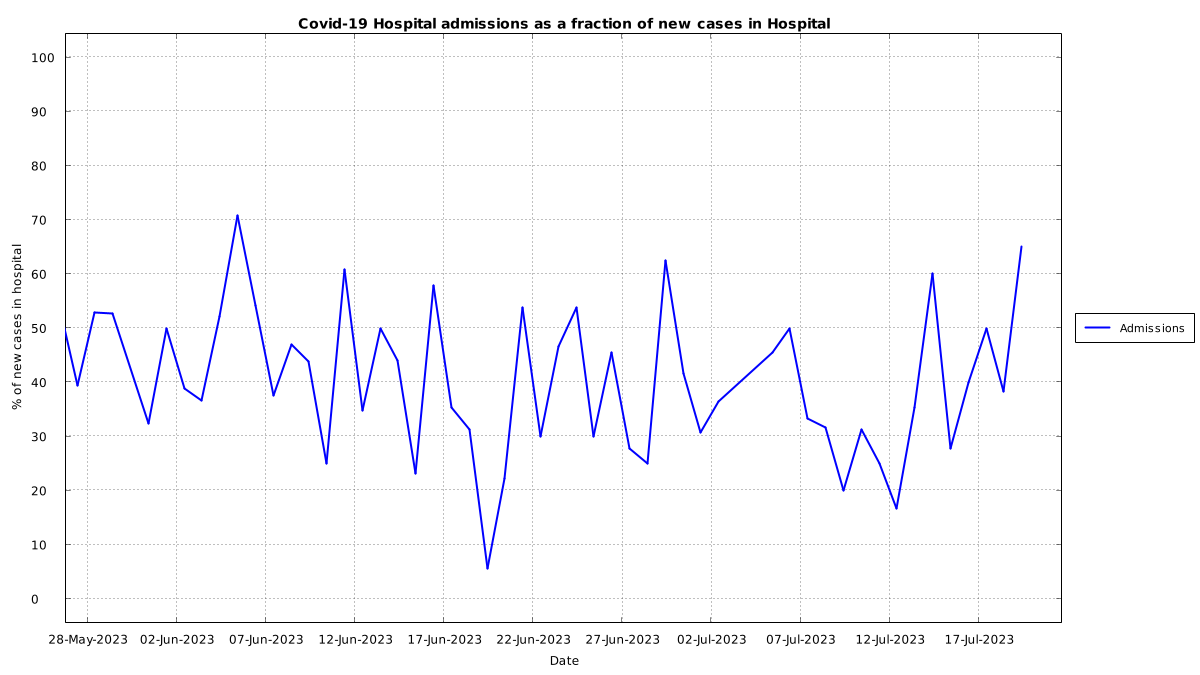 Covid-19 Hospital admissions as a fraction of new cases in Hospital
100
90
80
70
60
50
40
30
20
10
0
% of new cases in hospital
28-May-2023 02-Jun-2023 07-Jun-2023 12-Jun-2023 17-Jun-2023 22-Jun-2023 27-Jun-2023 02-Jul-2023 07-Jul-2023 12-Jul-2023 17-Jul-2023
Date
Admissions